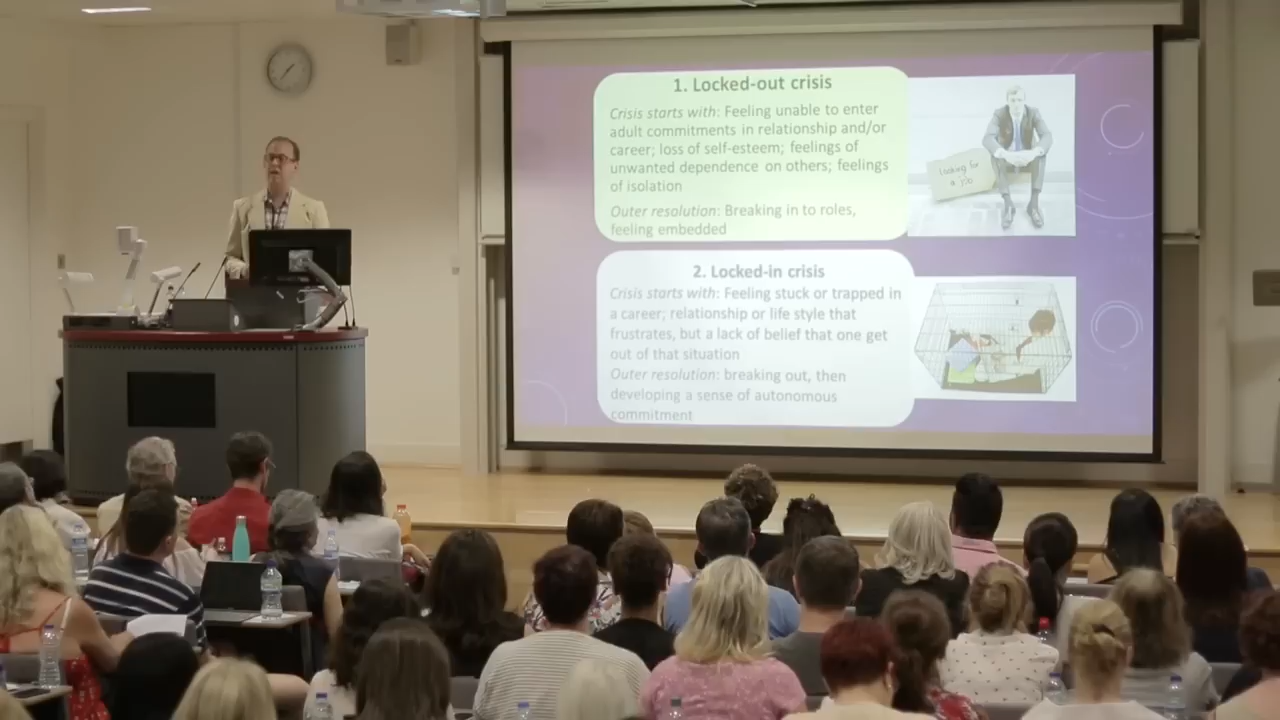 1. Locked-out crisis
Crisis starts with: Feeling unable to enter
adult commitments in relationship and/or
career; loss of self-esteem; feelings of
unwanted dependence on others; feelings
of isolation
Outer resolution: Breaking in to roles,
feeling embedded
looking for
a job
2. Locked-in crisis
Crisis starts with: Feeling stuck or trapped in
a career; relationship or life style that
frustrates, but a lack of belief that one get
out of that situation
Outer resolution: breaking out, then
developing a sense of autonomous
commitment